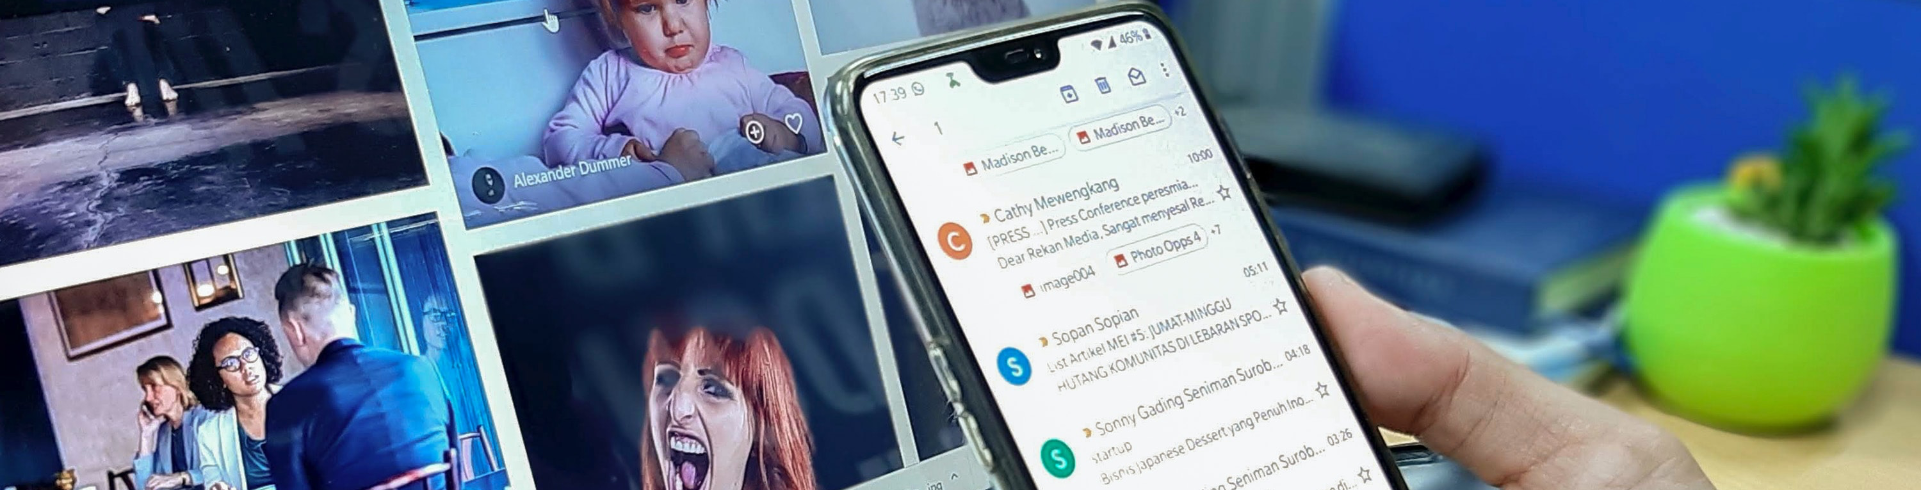 Alexander Dummer
17:39
46%
1
Madison Be... Madison Be... +2
Cathy Mewengkang 10:00
[PRESS ...] Press Conference peresmia...
Dear Rekan Media, Sangat menyesal Re...
image004 Photo Opps 4 +7
C
Sopan Sopian 05:11
List Artikel MEI #5, JUMAT-MINGGU
HUTANG KOMUNITAS DI LEBARAN SPO...
S
Sonny Gading Seniman Surob... 04:18
startup
Bisnis Japanese Dessert yang Penuh Ino...
S
Seniman Surob... 03:26